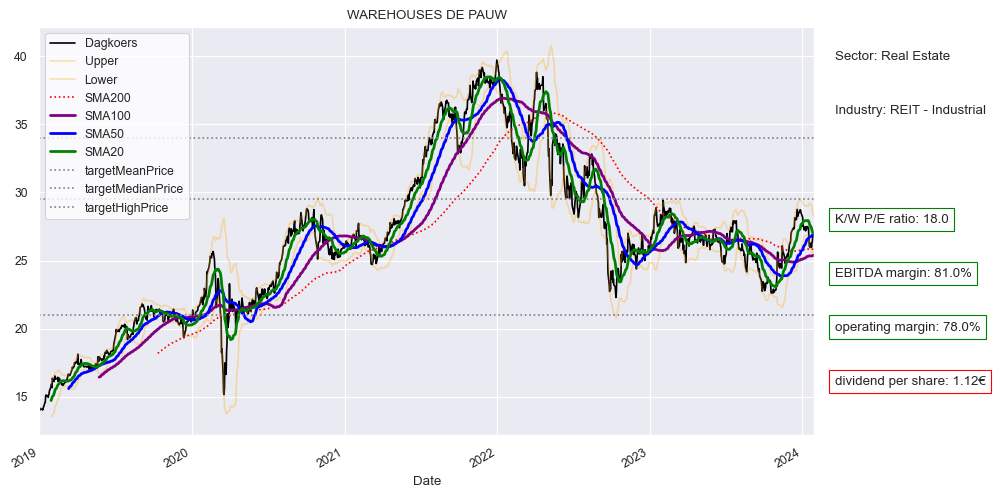 WAREHOUSES DE PAUW
Dagkoers
Upper
Lower
SMA200
SMA100
SMA50
SMA20
targetMeanPrice
targetMedianPrice
targetHighPrice
40
35
30
25
20
15
2019
2020
2021
2022
2023
2024
Date
Sector: Real Estate
Industry: REIT - Industrial
K/W P/E ratio: 18.0
EBITDA margin: 81.0%
operating margin: 78.0%
dividend per share: 1.12€